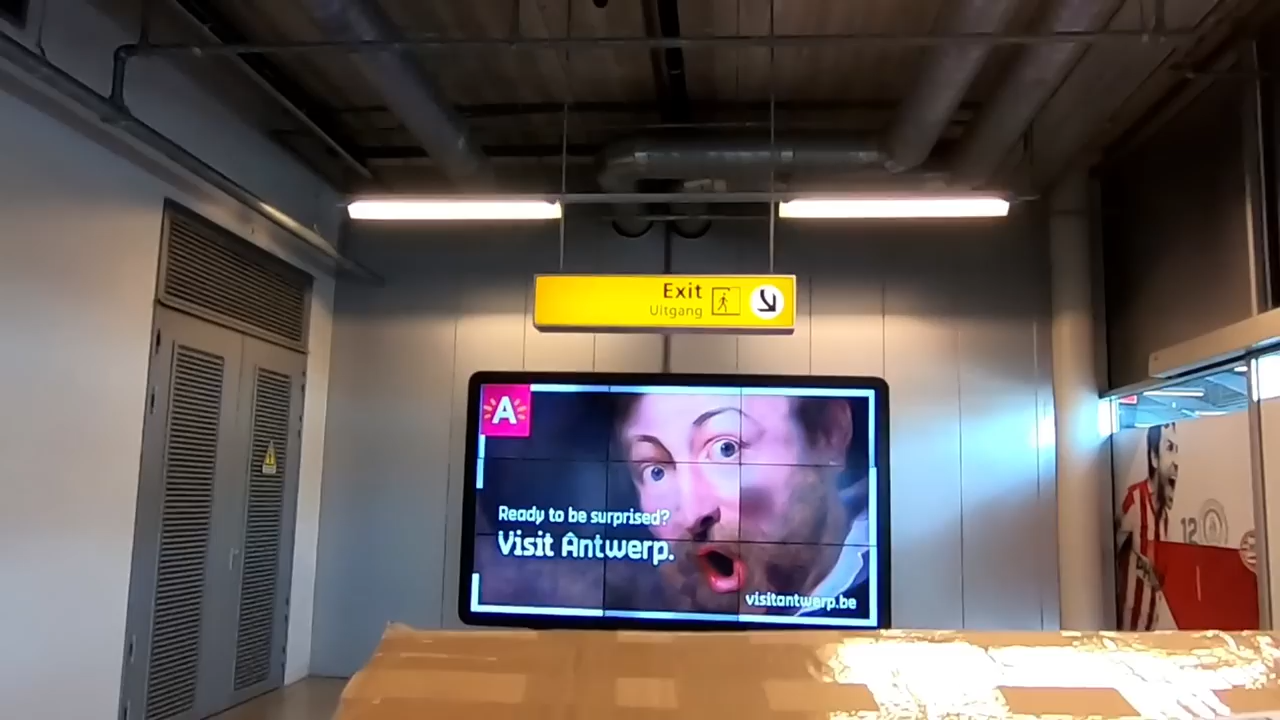 Exit
Uitgang
A
Ready to be surprised?
Visit Antwerp.
visitantwerp.be
12